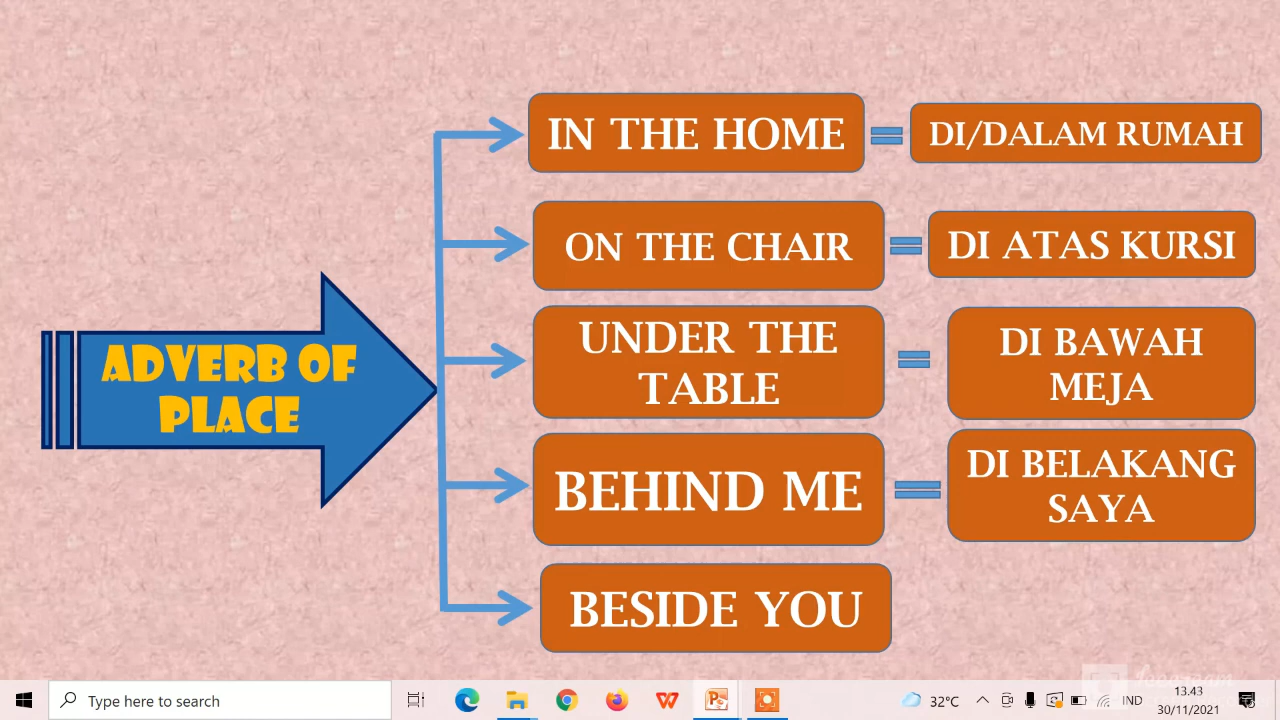 ADVERB OF
PLACE
IN THE HOME
DI/DALAM RUMAH
ON THE CHAIR
DI ATAS KURSI
UNDER THE
TABLE
DI BAWAH
MEJA
BEHIND ME
DI BELAKANG
SAYA
BESIDE YOU
Type here to search
32°C
IND
13.43
30/11/2021